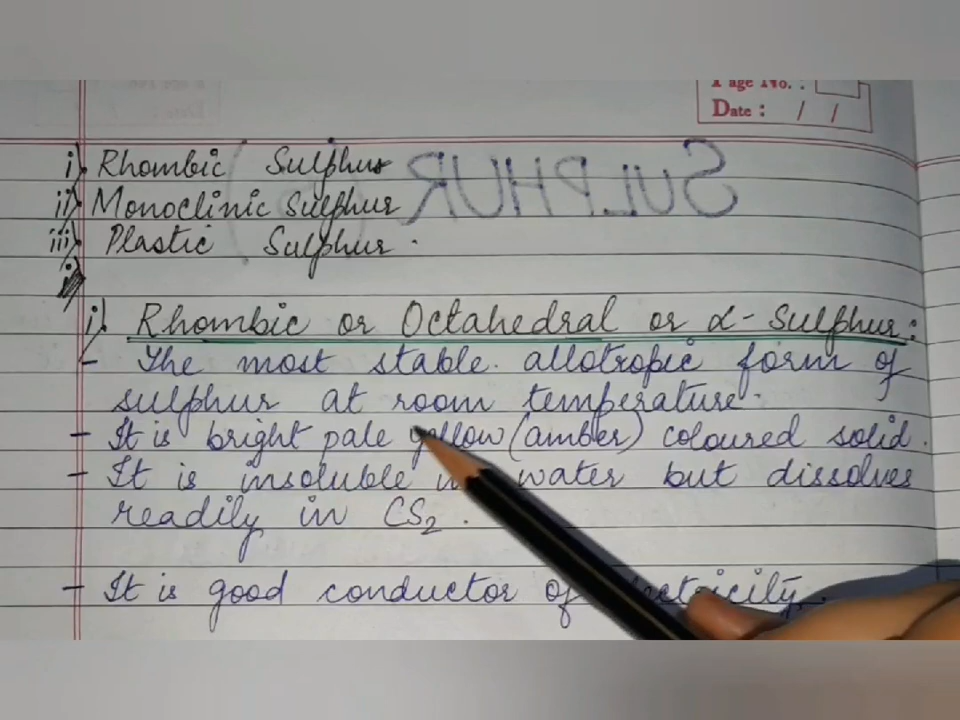 Page No. :
Date : / /
i) Rhombic Sulphur
ii) Monoclinic Sulphur
iii) Plastic Sulphur.
i) Rhombic or Octahedral or α- Sulphur:
- The most stable. allotropic form of
sulphur at room temperature.
- It is bright pale yellow (amber) coloured solid.
- It is insoluble water but dissolves
readily in CS2.
- It is good conductor of
SULPHUR